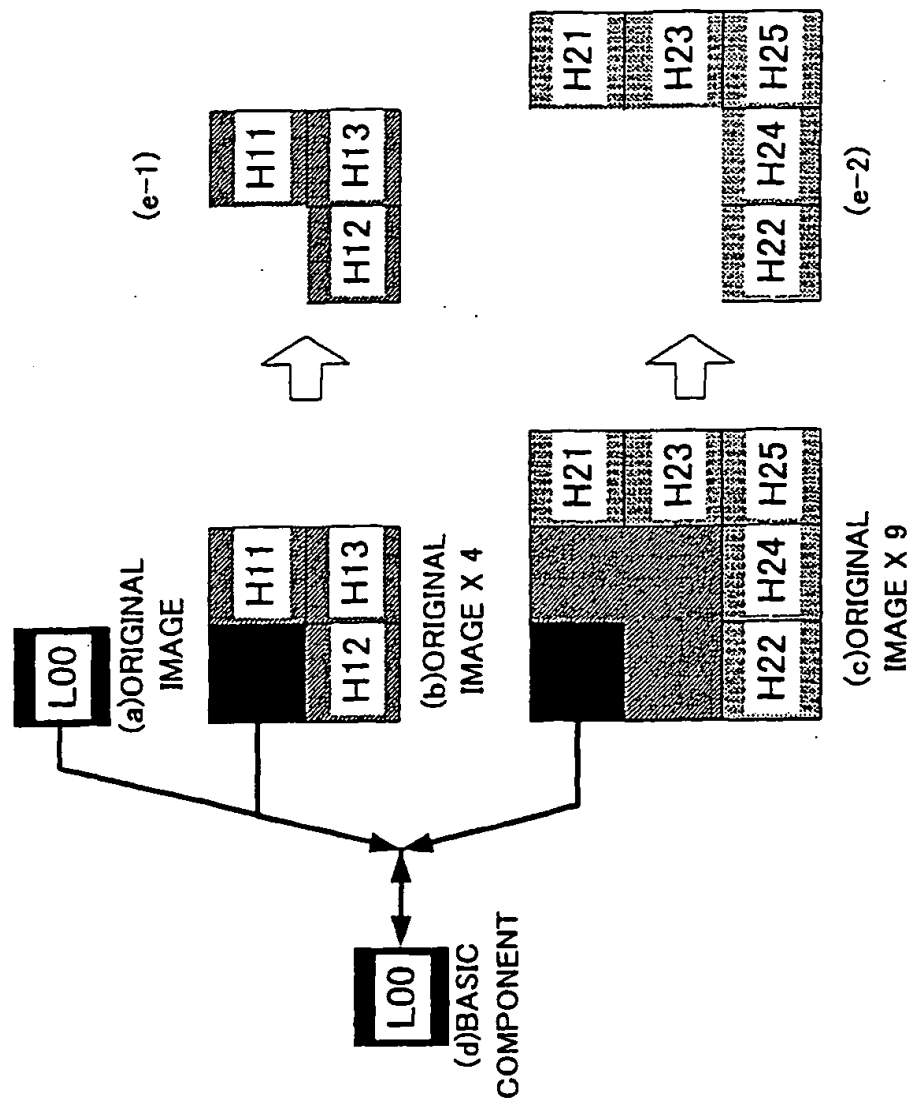 L00
(a)ORIGINAL
IMAGE
(e-1)
H11
H12 H13
(b)ORIGINAL
IMAGE X 4
H11
H12 H13
L00
(d)BASIC
COMPONENT
H21
H23
H22 H24 H25
(c)ORIGINAL
IMAGE X 9
H21
H23
H22 H24 H25
(e-2)